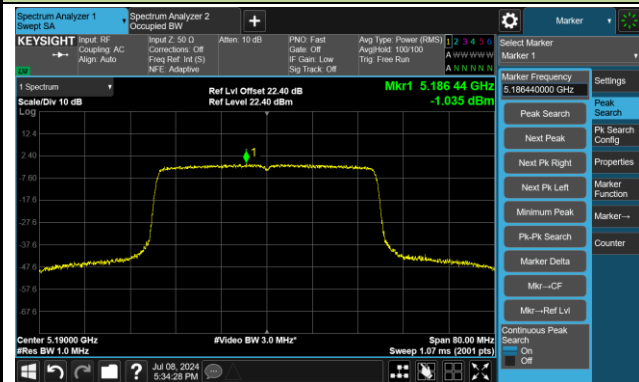 Spectrum Analyzer 1
Swept SA
Spectrum Analyzer 2
Occupied BW
+
Marker
KEYSIGHT
Input: RF
Coupling: AC
Align: Auto
Input Z: 50 Ω
Corrections: Off
Freq Ref: Int (S)
NFE: Adaptive
Atten: 10 dB
PNO: Fast
Gate: Off
IF Gain: Low
Sig Track: Off
Avg Type: Power (RMS)
Avg|Hold: 100/100
Trig: Free Run
1 2 3 4 5 6
A W W W W W
A N N N N N
LXI
Select Marker
Marker 1
1 Spectrum
Scale/Div 10 dB
Log
Ref Lvl Offset 22.40 dB
Ref Level 22.40 dBm
Mkr1 5.186 44 GHz
-1.035 dBm
12.4
2.40
-7.60
-17.6
-27.6
-37.6
-47.6
-57.6
-67.6
1
Center 5.19000 GHz
#Res BW 1.0 MHz
#Video BW 3.0 MHz*
Span 80.00 MHz
Sweep 1.07 ms (2001 pts)
Marker Frequency
5.186440000 GHz
Peak Search
Next Peak
Next Pk Right
Next Pk Left
Minimum Peak
Pk-Pk Search
Marker Delta
Mkr→CF
Mkr→Ref Lvl
Continuous Peak
Search
On
Off
Settings
Peak
Search
Pk Search
Config
Properties
Marker
Function
Marker→
Counter
?
Jul 08, 2024
5:34:28 PM